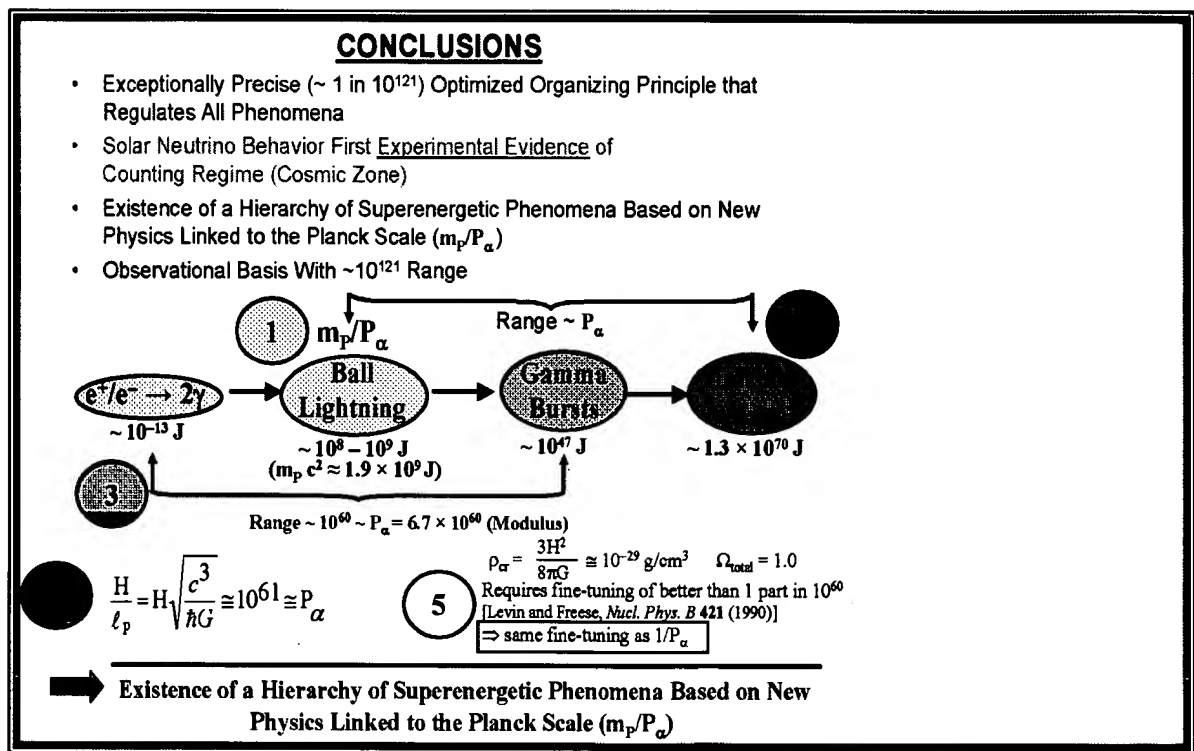 CONCLUSIONS
• Exceptionally Precise (~ 1 in 10¹²¹) Optimized Organizing Principle that
Regulates All Phenomena
• Solar Neutrino Behavior First Experimental Evidence of
Counting Regime (Cosmic Zone)
• Existence of a Hierarchy of Superenergetic Phenomena Based on New
Physics Linked to the Planck Scale (m_P/P_α)
• Observational Basis With ~10¹²¹ Range
1
m_P/P_α
Range ~ P_α
e⁺/e⁻ → 2γ
Ball
Lightning
Gamma
Bursts
~ 10⁻¹³ J
~ 10⁸ – 10⁹ J
(m_P c² ≈ 1.9 × 10⁹ J)
~ 10⁴⁷ J
~ 1.3 × 10⁷⁰ J
3
Range ~ 10⁶⁰ ~ P_α = 6.7 × 10⁶⁰ (Modulus)
H/ℓ_P = H√(c³/ħG) ≅ 10⁶¹ ≅ P_α
5
ρ_cr = 3H²/8πG ≅ 10⁻²⁹ g/cm³ Ω_total = 1.0
Requires fine-tuning of better than 1 part in 10⁶⁰
[Levin and Freese, Nucl. Phys. B 421 (1990)]
⇒ same fine-tuning as 1/P_α
Existence of a Hierarchy of Superenergetic Phenomena Based on New
Physics Linked to the Planck Scale (m_P/P_α)